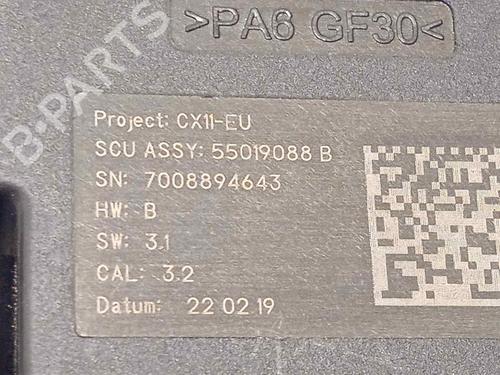 >PA6 GF30<
Project: CX11-EU
SCU ASSY: 55019088 B
SN: 7008894643
HW: B
SW: 3.1
CAL: 3.2
Datum: 22 02 19
B-PARTS